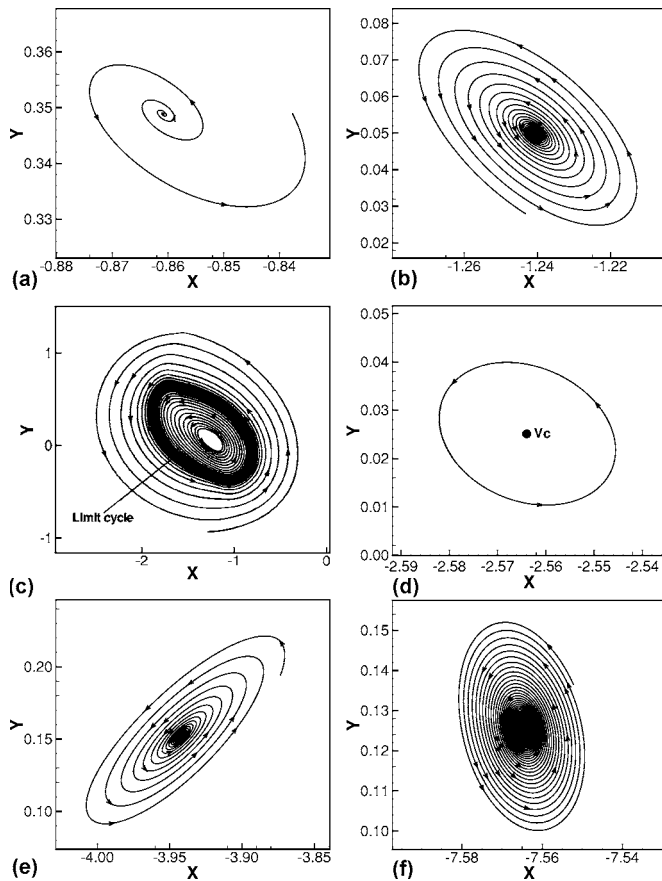 0.36
0.35
0.34
0.33
Y
-0.88 -0.87 -0.86 -0.85 -0.84
X
(a)
0.08
0.07
0.06
0.05
0.04
0.03
0.02
Y
-1.26 -1.24 -1.22
X
(b)
1
0
-1
Y
-2 -1 0
X
Limit cycle
(c)
0.05
0.04
0.03
0.02
0.01
0.00
Y
Vc
-2.59 -2.58 -2.57 -2.56 -2.55
X
(d)
0.20
0.15
0.10
Y
-4.00 -3.95 -3.90 -3.85
X
(e)
0.15
0.14
0.13
0.12
0.11
0.10
Y
-7.58 -7.56
X
(f)